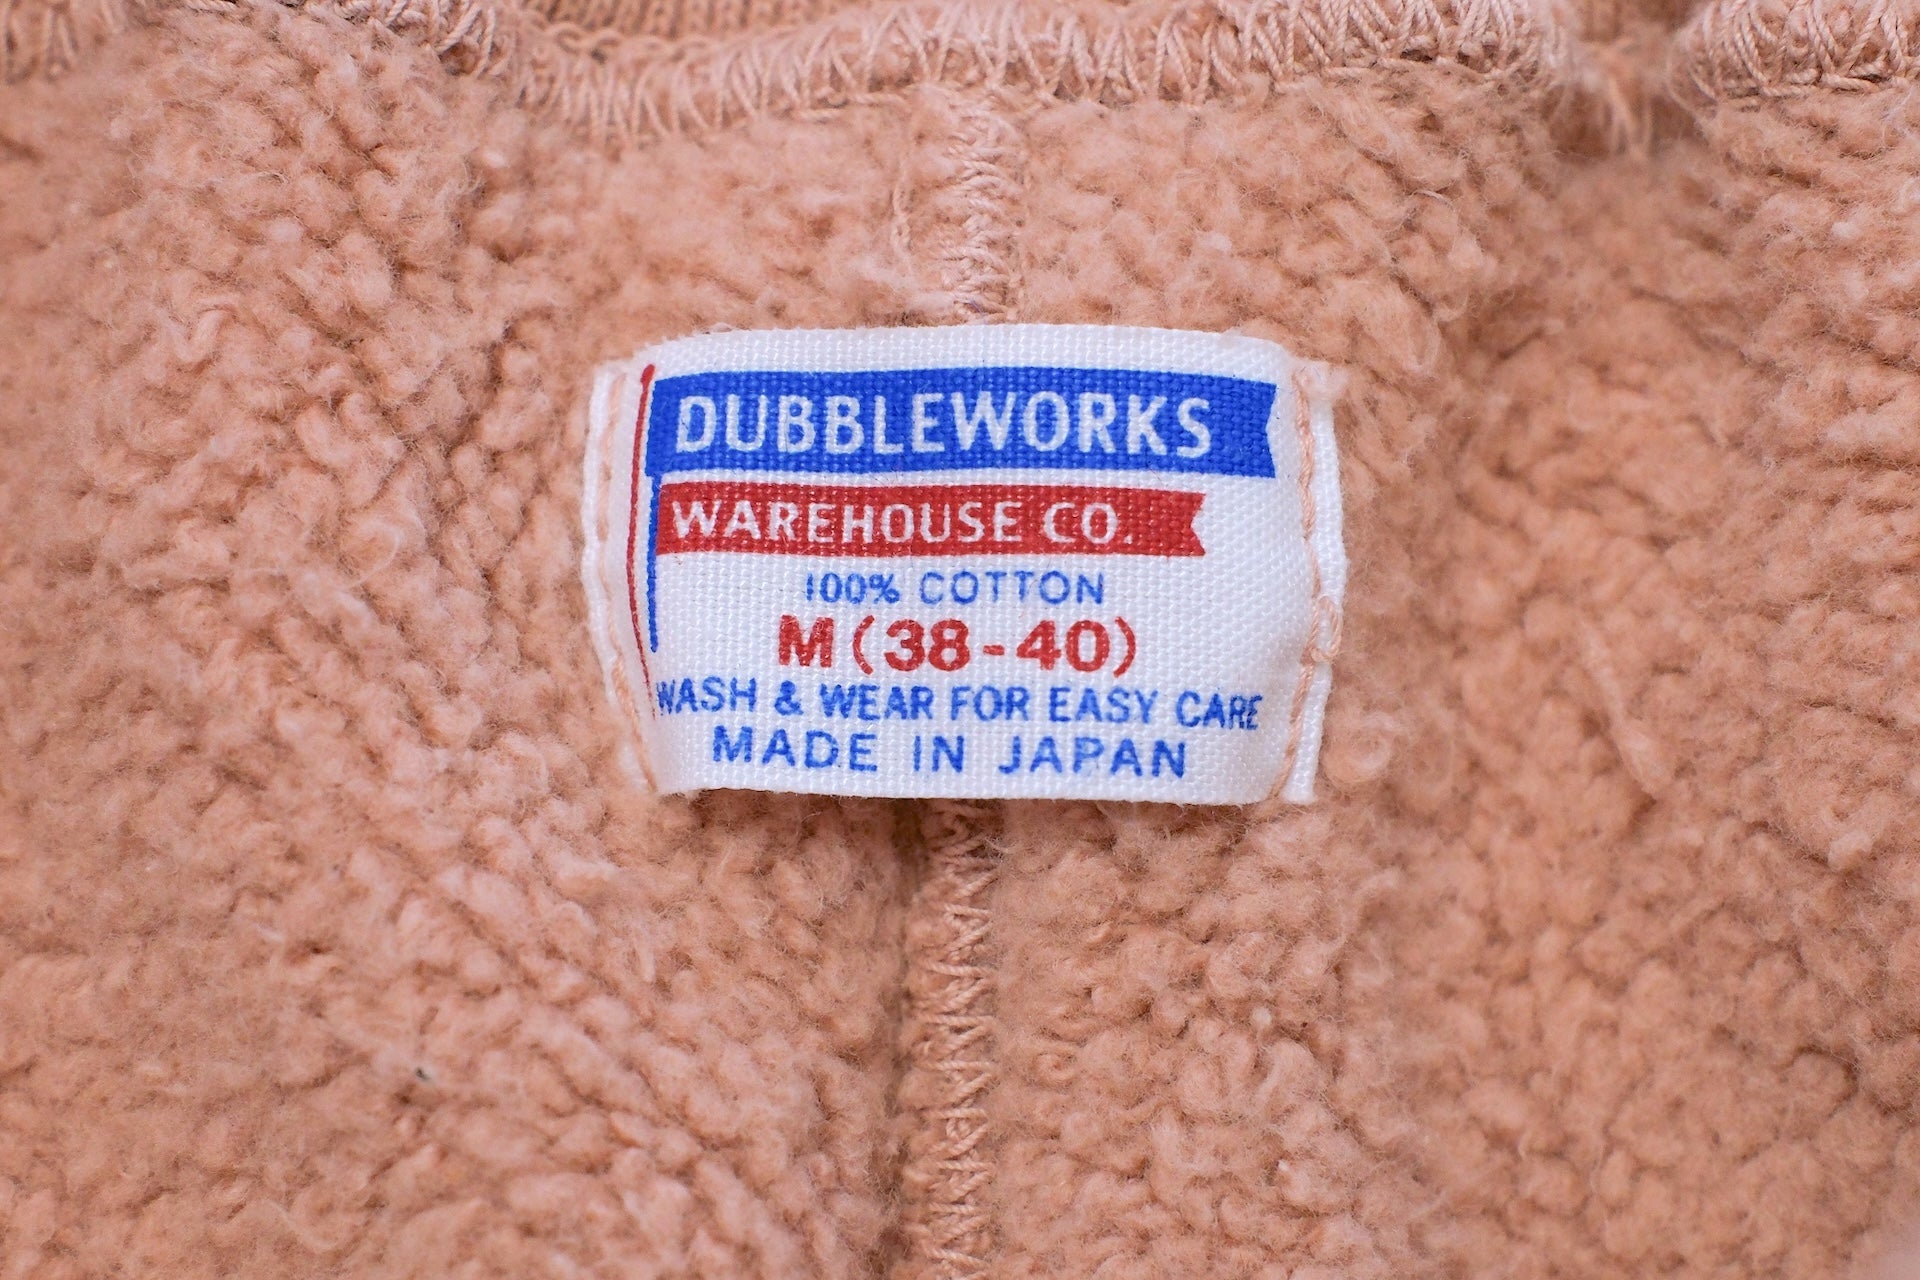 DUBBLEWORKS
WAREHOUSE CO.
100% COTTON
M (38-40)
WASH & WEAR FOR EASY CARE
MADE IN JAPAN